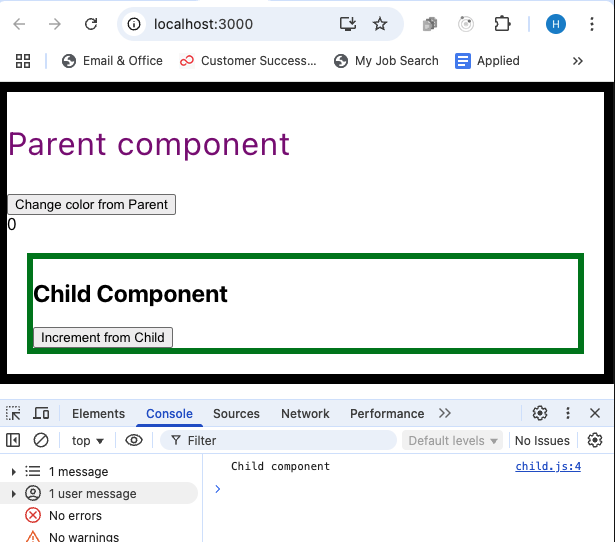 localhost:3000
H
Email & Office
Customer Success...
My Job Search
Applied
Parent component
Change color from Parent
0
Child Component
Increment from Child
Elements
Console
Sources
Network
Performance
top
Filter
Default levels
No Issues
1 message
1 user message
No errors
No warnings
Child component
child.js:4